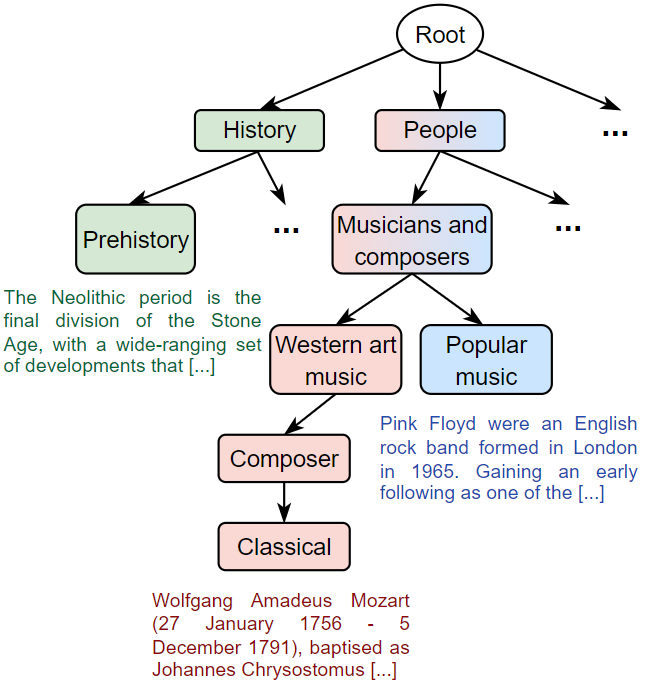 Root
History
People
...
Prehistory
...
Musicians and
composers
...
The Neolithic period is the
final division of the Stone
Age, with a wide-ranging set
of developments that [...]
Western art
music
Popular
music
Pink Floyd were an English
rock band formed in London
in 1965. Gaining an early
following as one of the [...]
Composer
Classical
Wolfgang Amadeus Mozart
(27 January 1756 - 5
December 1791), baptised as
Johannes Chrysostomus [...]